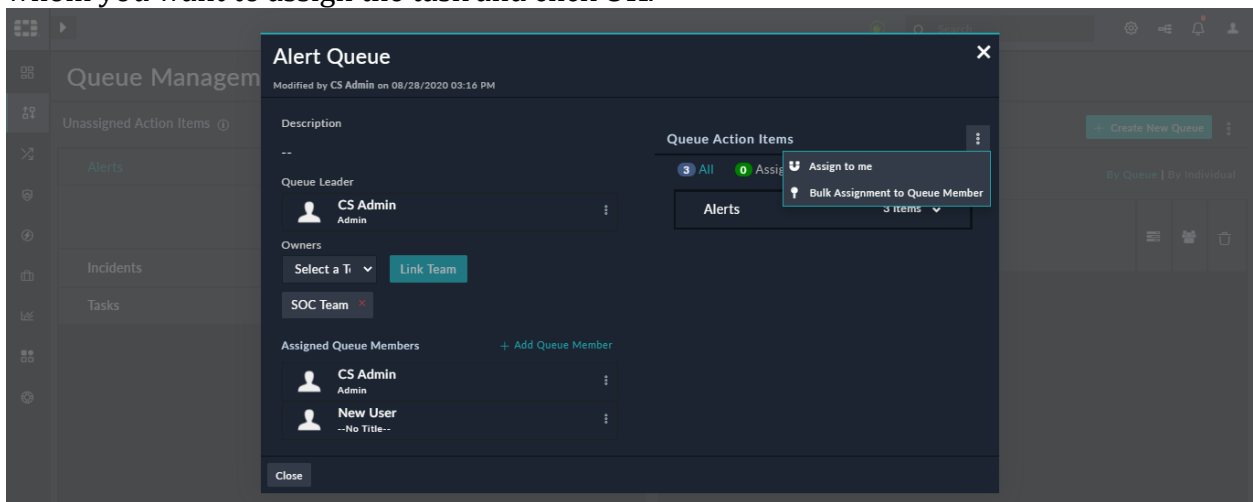 whom you want to assign the task and click OK.
Search
Queue Managem
Unassigned Action Items
+ Create New Queue
Alerts
By Queue | By Individual
Incidents
Tasks
Alert Queue
×
Modified by CS Admin on 08/28/2020 03:16 PM
Description
--
Queue Leader
CS Admin
Admin
Owners
Select a T
Link Team
SOC Team ×
Assigned Queue Members
+ Add Queue Member
CS Admin
Admin
New User
--No Title--
Queue Action Items
3 All 0 Assig
Assign to me
Bulk Assignment to Queue Member
Alerts 3 Items
Close